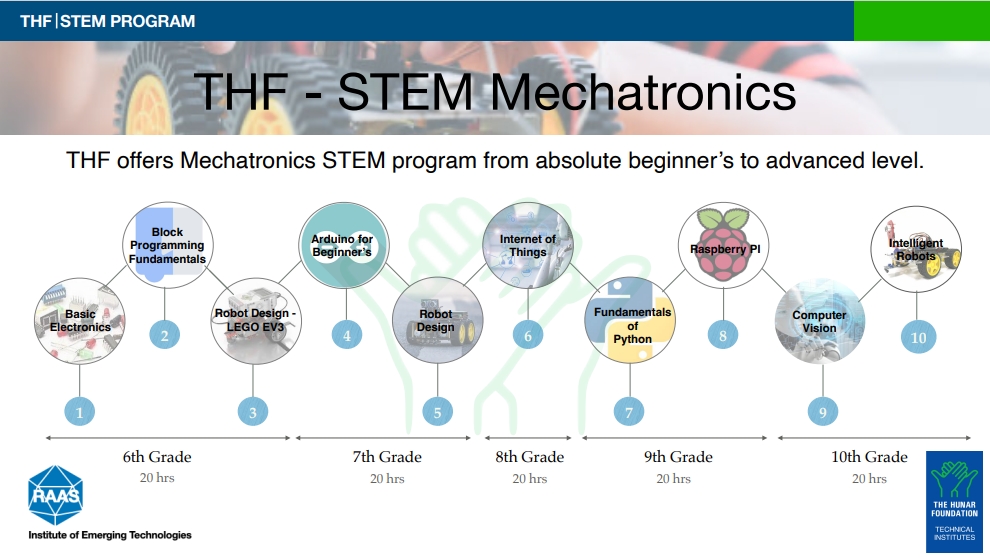 THF|STEM PROGRAM
THF - STEM Mechatronics
THF offers Mechatronics STEM program from absolute beginner's to advanced level.
Basic
Electronics
1
Block
Programming
Fundamentals
2
Robot Design -
LEGO EV3
3
Arduino for
Beginner's
4
Robot
Design
5
Internet of
Things
6
Fundamentals
of
Python
7
Raspberry PI
8
Computer
Vision
9
Intelligent
Robots
10
6th Grade
20 hrs
7th Grade
20 hrs
8th Grade
20 hrs
9th Grade
20 hrs
10th Grade
20 hrs
RAAS
Institute of Emerging Technologies
THE HUNAR
FOUNDATION
TECHNICAL
INSTITUTES